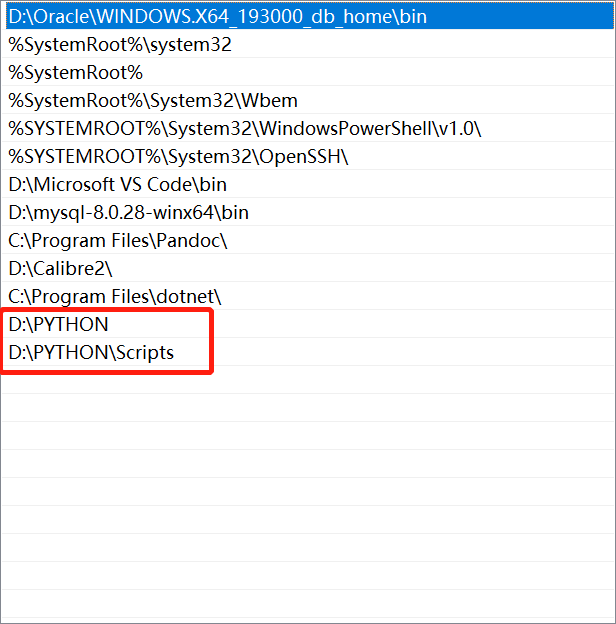 D:\Oracle\WINDOWS.X64_193000_db_home\bin
%SystemRoot%\system32
%SystemRoot%
%SystemRoot%\System32\Wbem
%SYSTEMROOT%\System32\WindowsPowerShell\v1.0\
%SYSTEMROOT%\System32\OpenSSH\
D:\Microsoft VS Code\bin
D:\mysql-8.0.28-winx64\bin
C:\Program Files\Pandoc\
D:\Calibre2\
C:\Program Files\dotnet\
D:\PYTHON
D:\PYTHON\Scripts